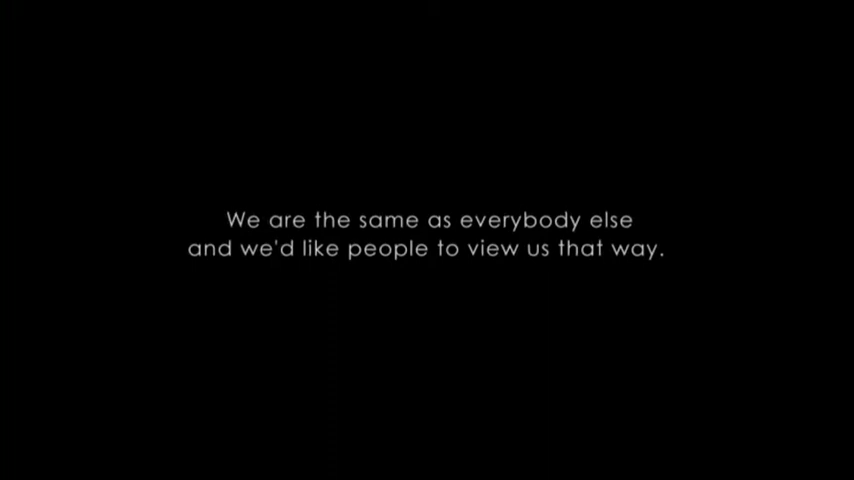 We are the same as everybody else
and we'd like people to view us that way.